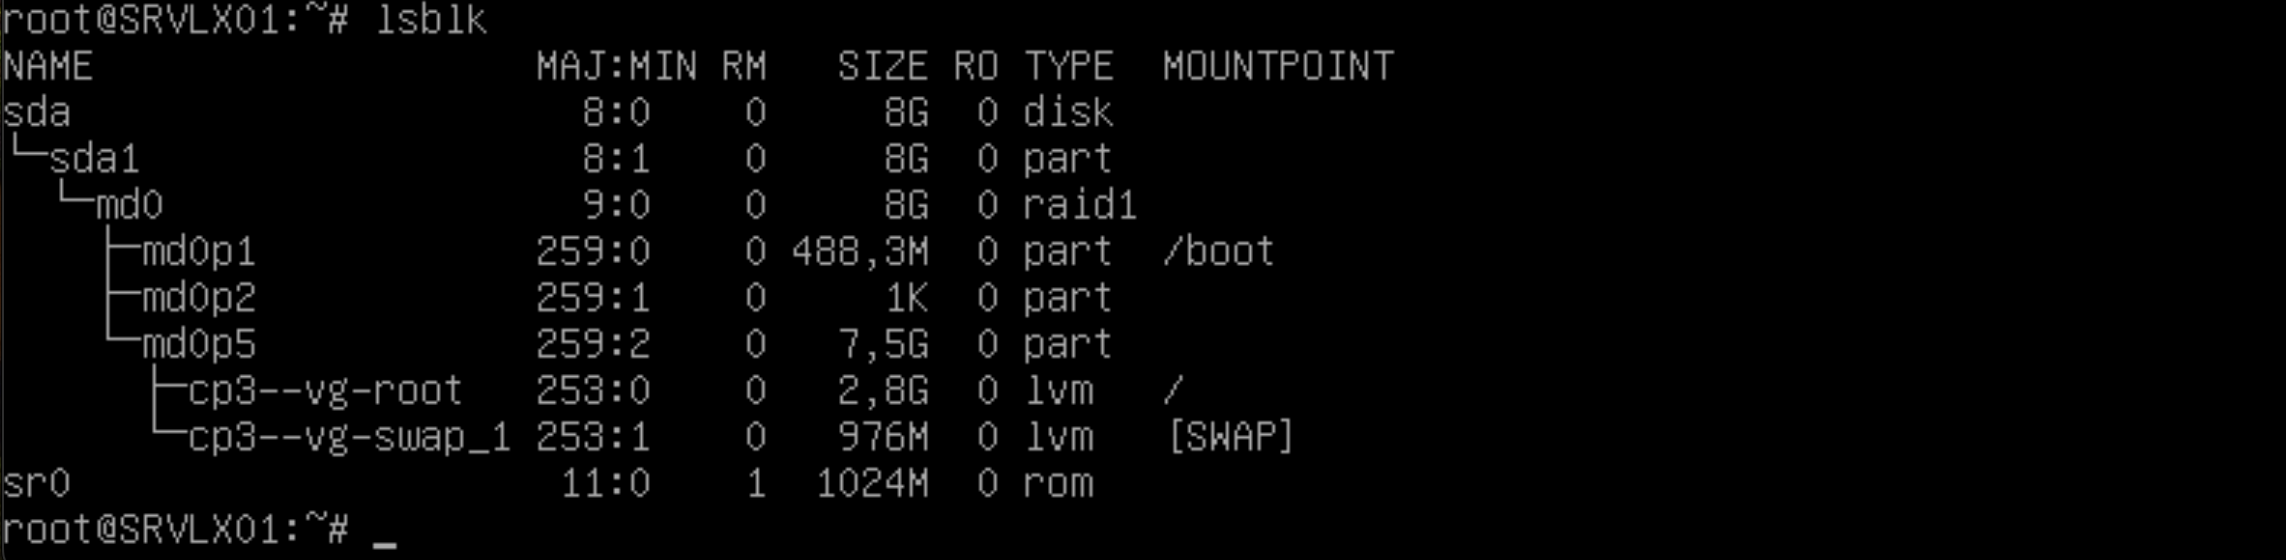 root@SRVLX01:~# lsblk
NAME                   MAJ:MIN RM   SIZE RO TYPE  MOUNTPOINT
sda                      8:0    0     8G  0 disk
└─sda1                   8:1    0     8G  0 part
  └─md0                  9:0    0     8G  0 raid1
    ├─md0p1            259:0    0 488,3M  0 part  /boot
    ├─md0p2            259:1    0     1K  0 part
    └─md0p5            259:2    0   7,5G  0 part
      ├─cp3--vg-root   253:0    0   2,8G  0 lvm   /
      └─cp3--vg-swap_1 253:1    0   976M  0 lvm   [SWAP]
sr0                     11:0    1  1024M  0 rom
root@SRVLX01:~# _